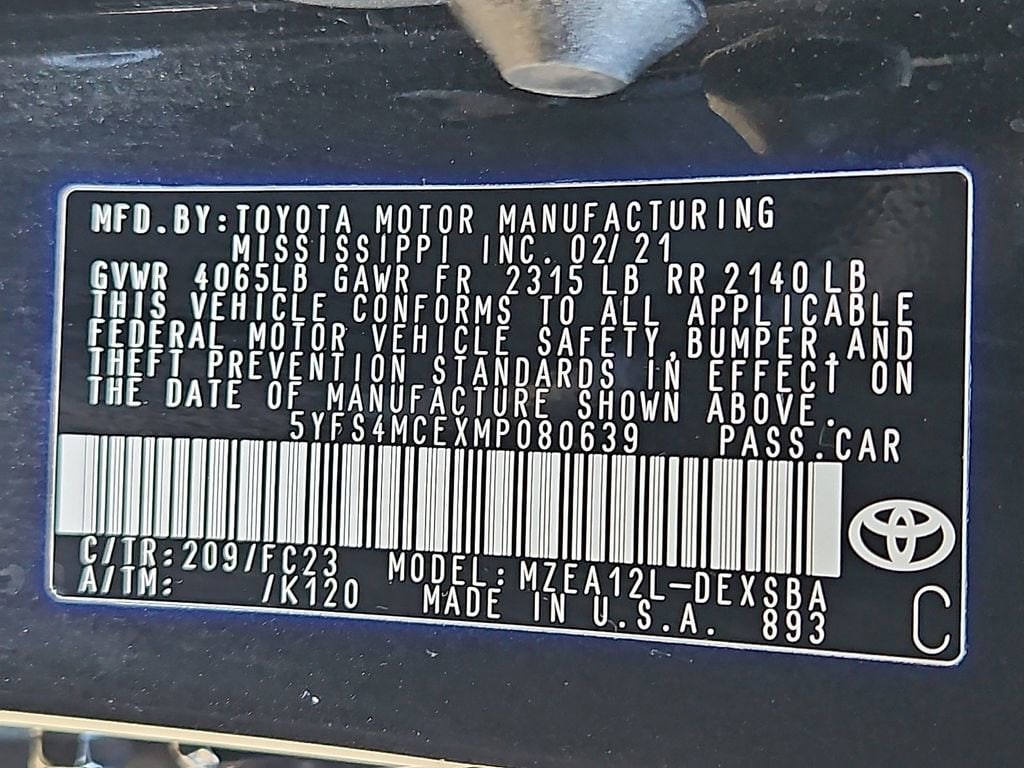 MFD.BY:TOYOTA MOTOR MANUFACTURING
MISSISSIPPI INC. 02/21
GVWR 4065LB GAWR FR 2315 LB RR 2140 LB
THIS VEHICLE CONFORMS TO ALL APPLICABLE
FEDERAL MOTOR VEHICLE SAFETY,BUMPER,AND
THEFT PREVENTION STANDARDS IN EFFECT ON
THE DATE OF MANUFACTURE SHOWN ABOVE.
5YFS4MCEXMP080639 PASS.CAR
C/TR:209/FC23 MODEL:MZEA12L-DEXSBA
A/TM: /K120 MADE IN U.S.A. 893
C